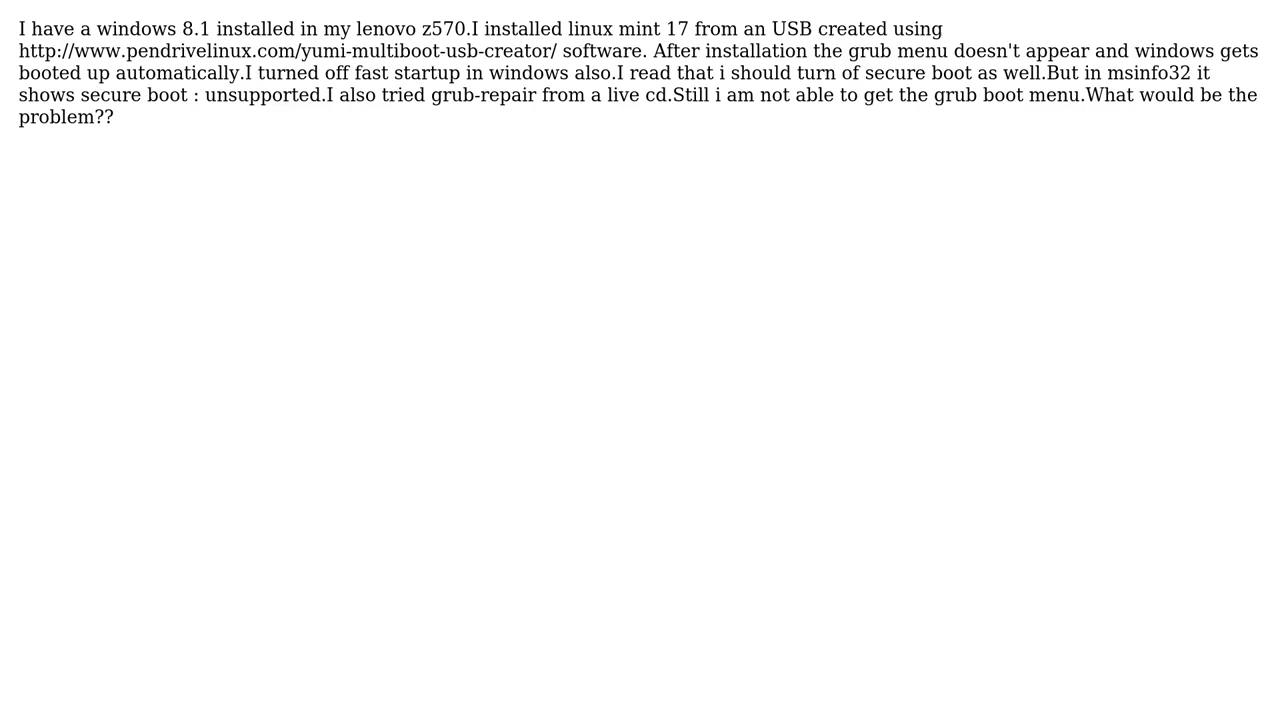 I have a windows 8.1 installed in my lenovo z570.I installed linux mint 17 from an USB created using
http://www.pendrivelinux.com/yumi-multiboot-usb-creator/ software. After installation the grub menu doesn't appear and windows gets
booted up automatically.I turned off fast startup in windows also.I read that i should turn of secure boot as well.But in msinfo32 it
shows secure boot : unsupported.I also tried grub-repair from a live cd.Still i am not able to get the grub boot menu.What would be the
problem??